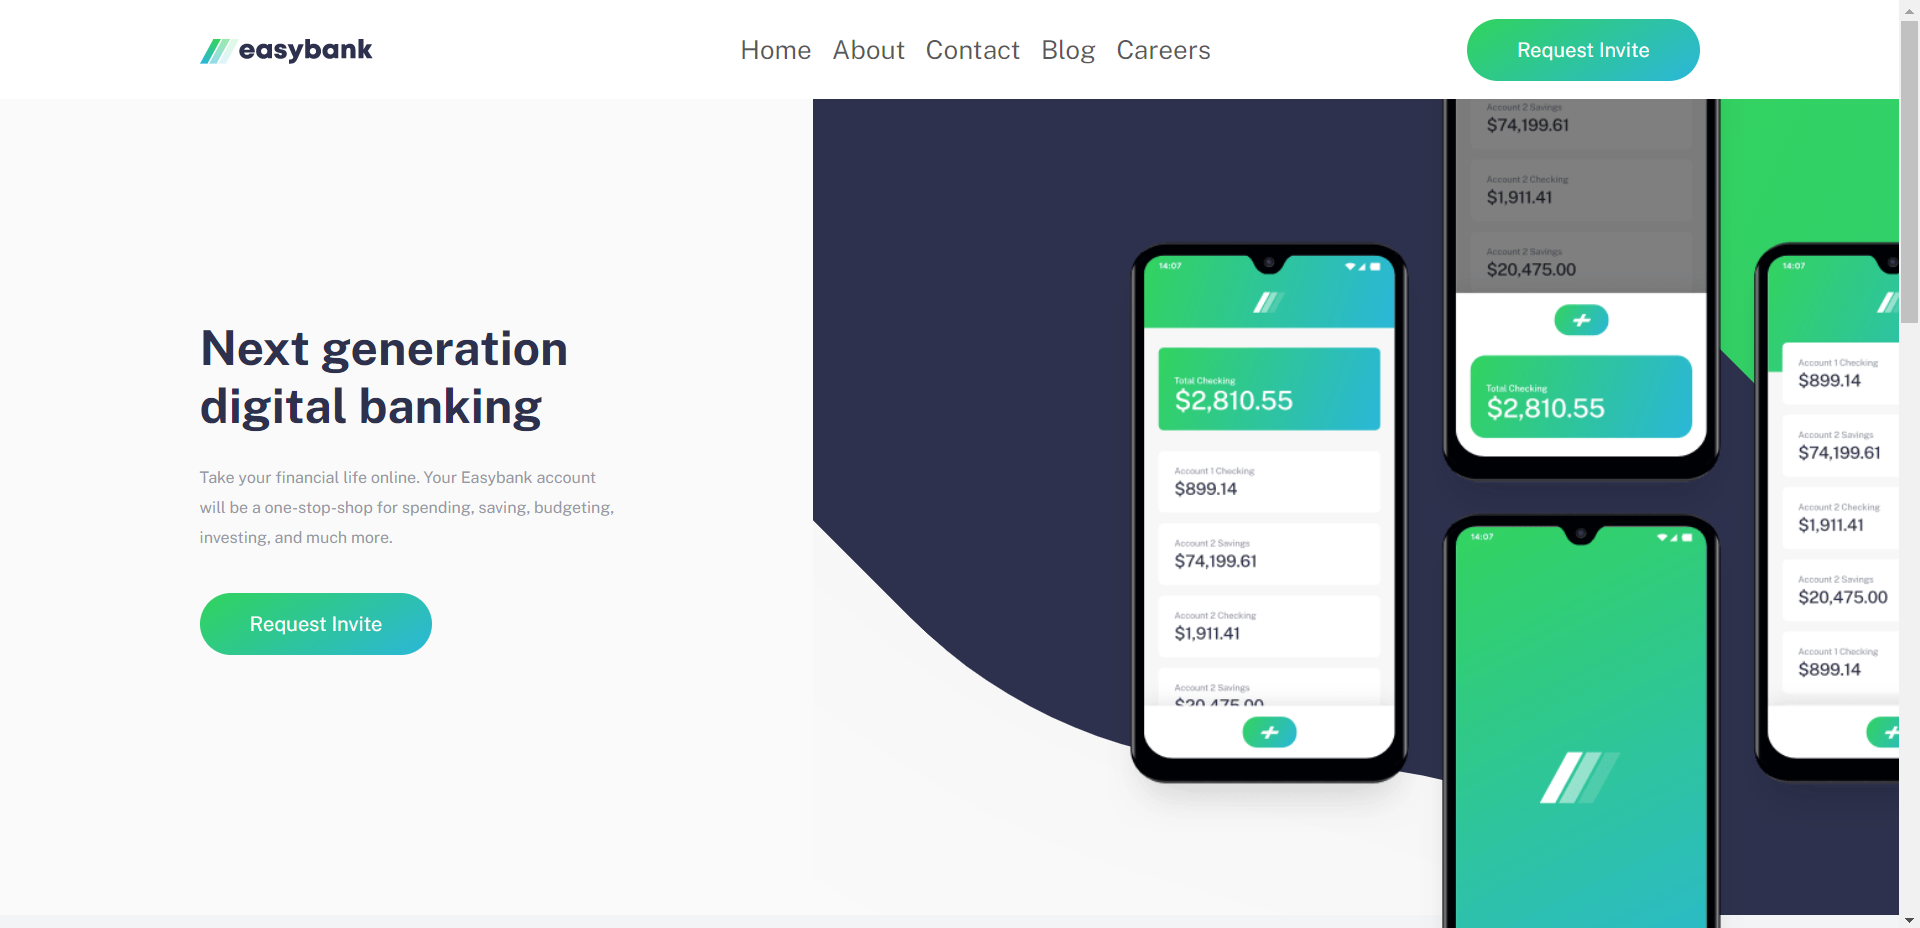 easybank
Home About Contact Blog Careers
Request Invite
Next generation
digital banking
Take your financial life online. Your Easybank account
will be a one-stop-shop for spending, saving, budgeting,
investing, and much more.
Request Invite
14:07
Total Checking
$2,810.55
Account 1 Checking
$899.14
Account 2 Savings
$74,199.61
Account 2 Checking
$1,911.41
Account 2 Savings
$20,475.00
Account 2 Savings
$74,199.61
Account 2 Checking
$1,911.41
Account 2 Savings
$20,475.00
Total Checking
$2,810.55
14:07
14:07
Account 1 Checking
$899.14
Account 2 Savings
$74,199.61
Account 2 Checking
$1,911.41
Account 2 Savings
$20,475.00
Account 1 Checking
$899.14